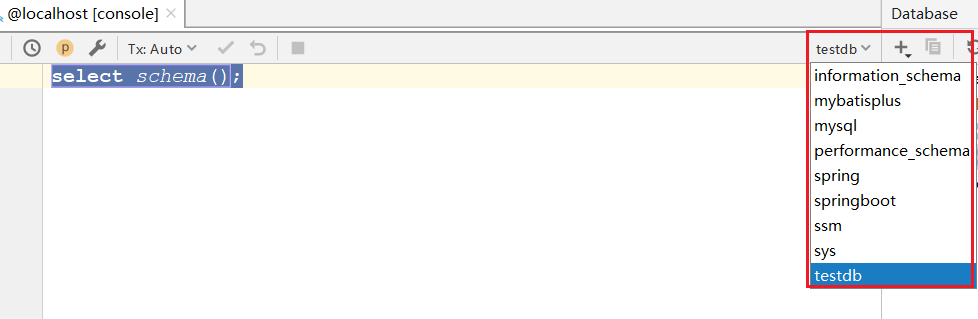 @localhost [console]
Database
Tx: Auto
testdb
select schema();
information_schema
mybatisplus
mysql
performance_schema
spring
springboot
ssm
sys
testdb